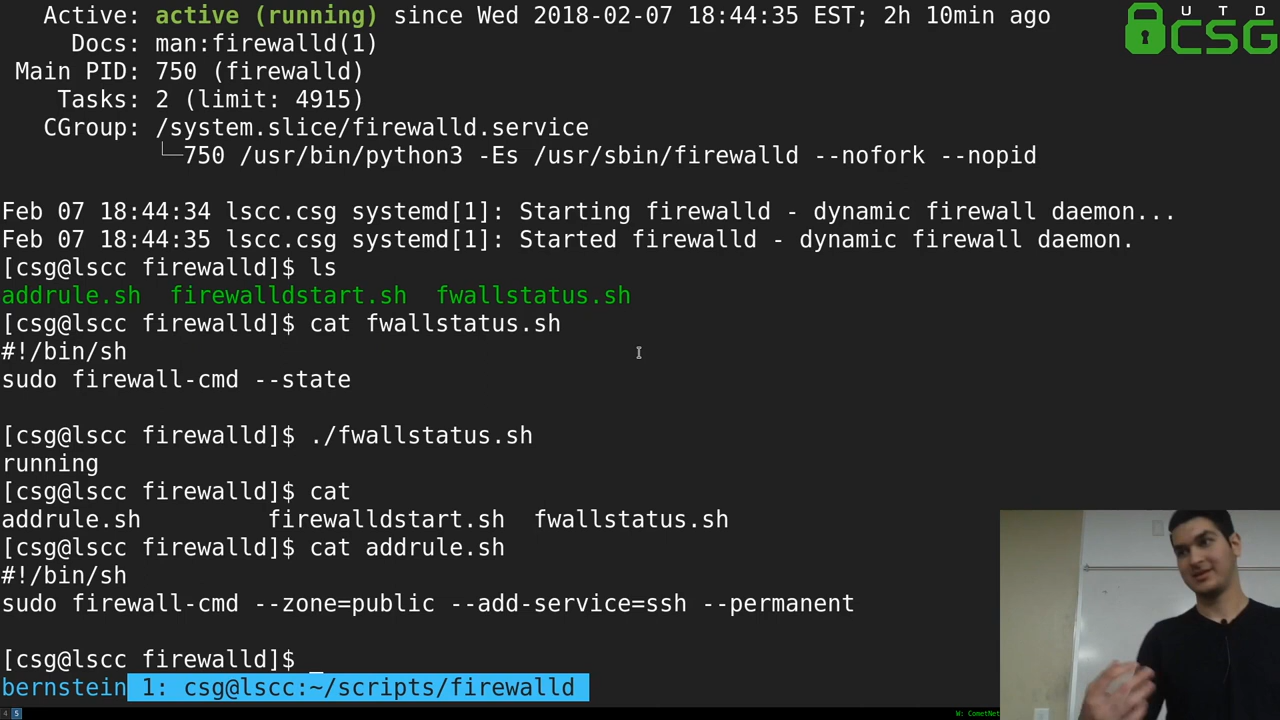 Active: active (running) since Wed 2018-02-07 18:44:35 EST; 2h 10min ago
Docs: man:firewalld(1)
Main PID: 750 (firewalld)
Tasks: 2 (limit: 4915)
CGroup: /system.slice/firewalld.service
└─750 /usr/bin/python3 -Es /usr/sbin/firewalld --nofork --nopid
UTD
CSG
Feb 07 18:44:34 lscc.csg systemd[1]: Starting firewalld - dynamic firewall daemon...
Feb 07 18:44:35 lscc.csg systemd[1]: Started firewalld - dynamic firewall daemon.
[csg@lscc firewalld]$ ls
addrule.sh  firewalldstart.sh  fwallstatus.sh
[csg@lscc firewalld]$ cat fwallstatus.sh
#!/bin/sh
sudo firewall-cmd --state
[csg@lscc firewalld]$ ./fwallstatus.sh
running
[csg@lscc firewalld]$ cat
addrule.sh         firewalldstart.sh  fwallstatus.sh
[csg@lscc firewalld]$ cat addrule.sh
#!/bin/sh
sudo firewall-cmd --zone=public --add-service=ssh --permanent
[csg@lscc firewalld]$ _
bernstein 1: csg@lscc:~/scripts/firewalld
4 5 W: CometNet